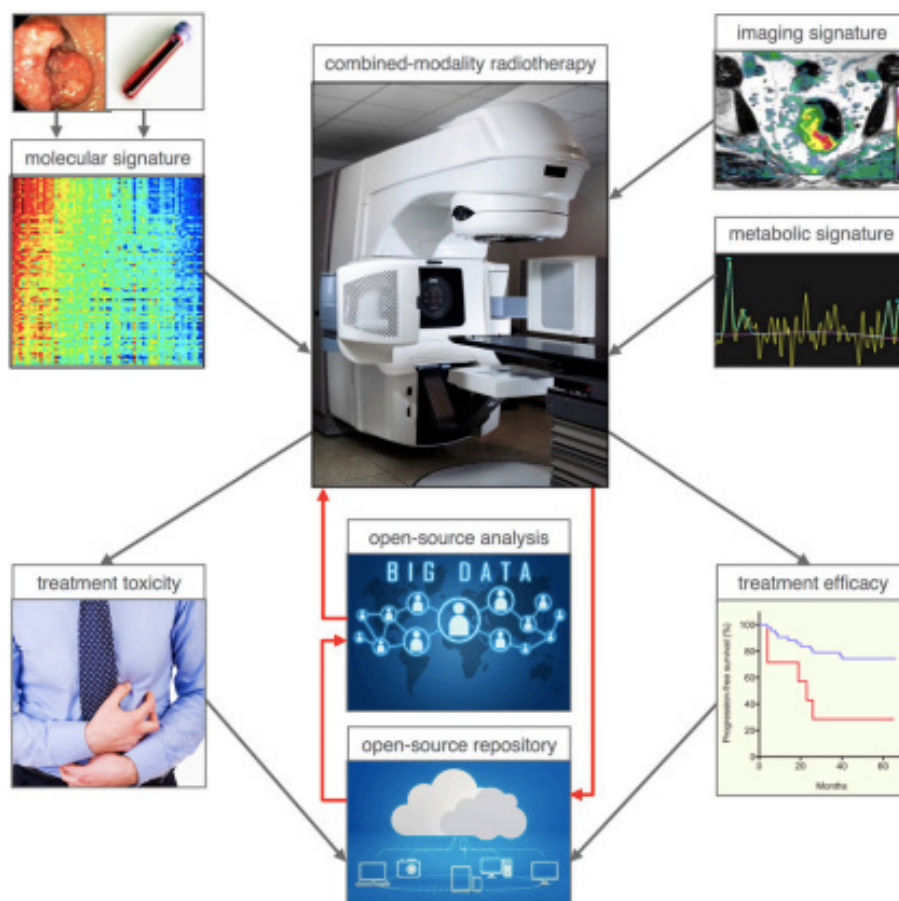 combined-modality radiotherapy
imaging signature
molecular signature
metabolic signature
open-source analysis
BIG DATA
treatment toxicity
treatment efficacy
Progression-free survival (%)
100
80
60
40
20
0
0 20 40 60
Months
open-source repository